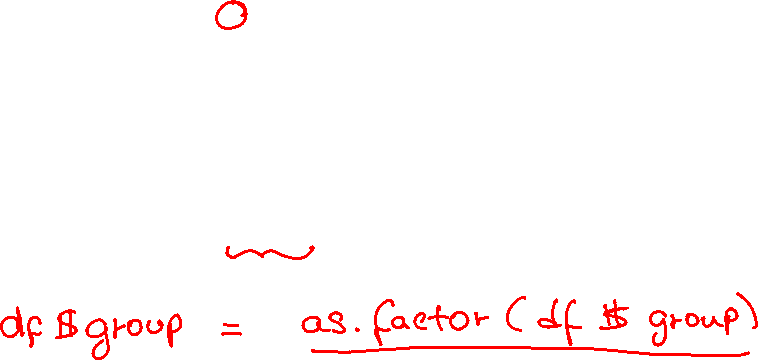 df $ group = as.factor ( df $ group )